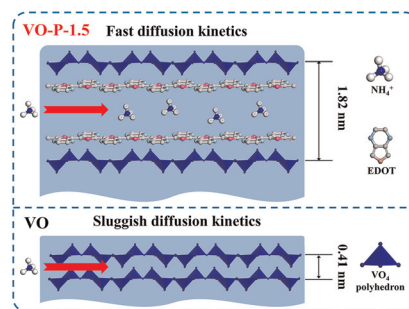 VO-P-1.5 Fast diffusion kinetics
1.82 nm
NH₄⁺
EDOT
VO Sluggish diffusion kinetics
0.41 nm
VO₄
polyhedron